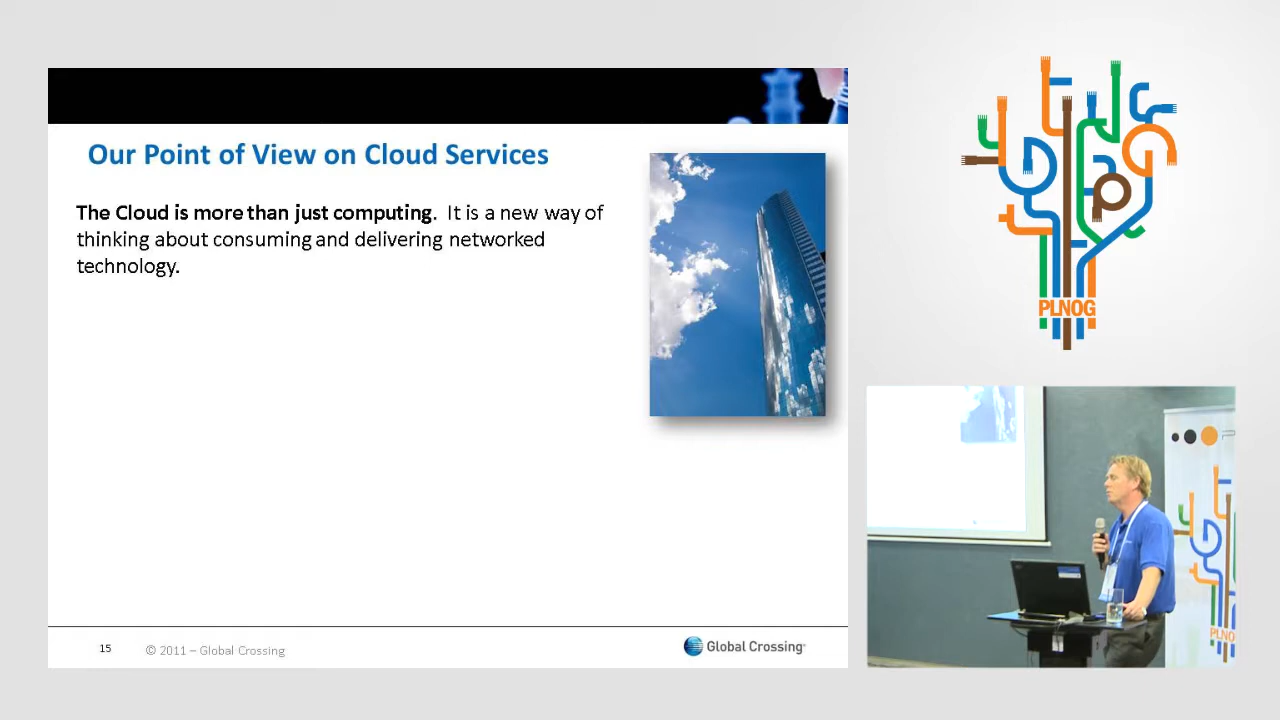 Our Point of View on Cloud Services
The Cloud is more than just computing. It is a new way of
thinking about consuming and delivering networked
technology.
15
© 2011 – Global Crossing
Global Crossing
PLNOG
PLNOG